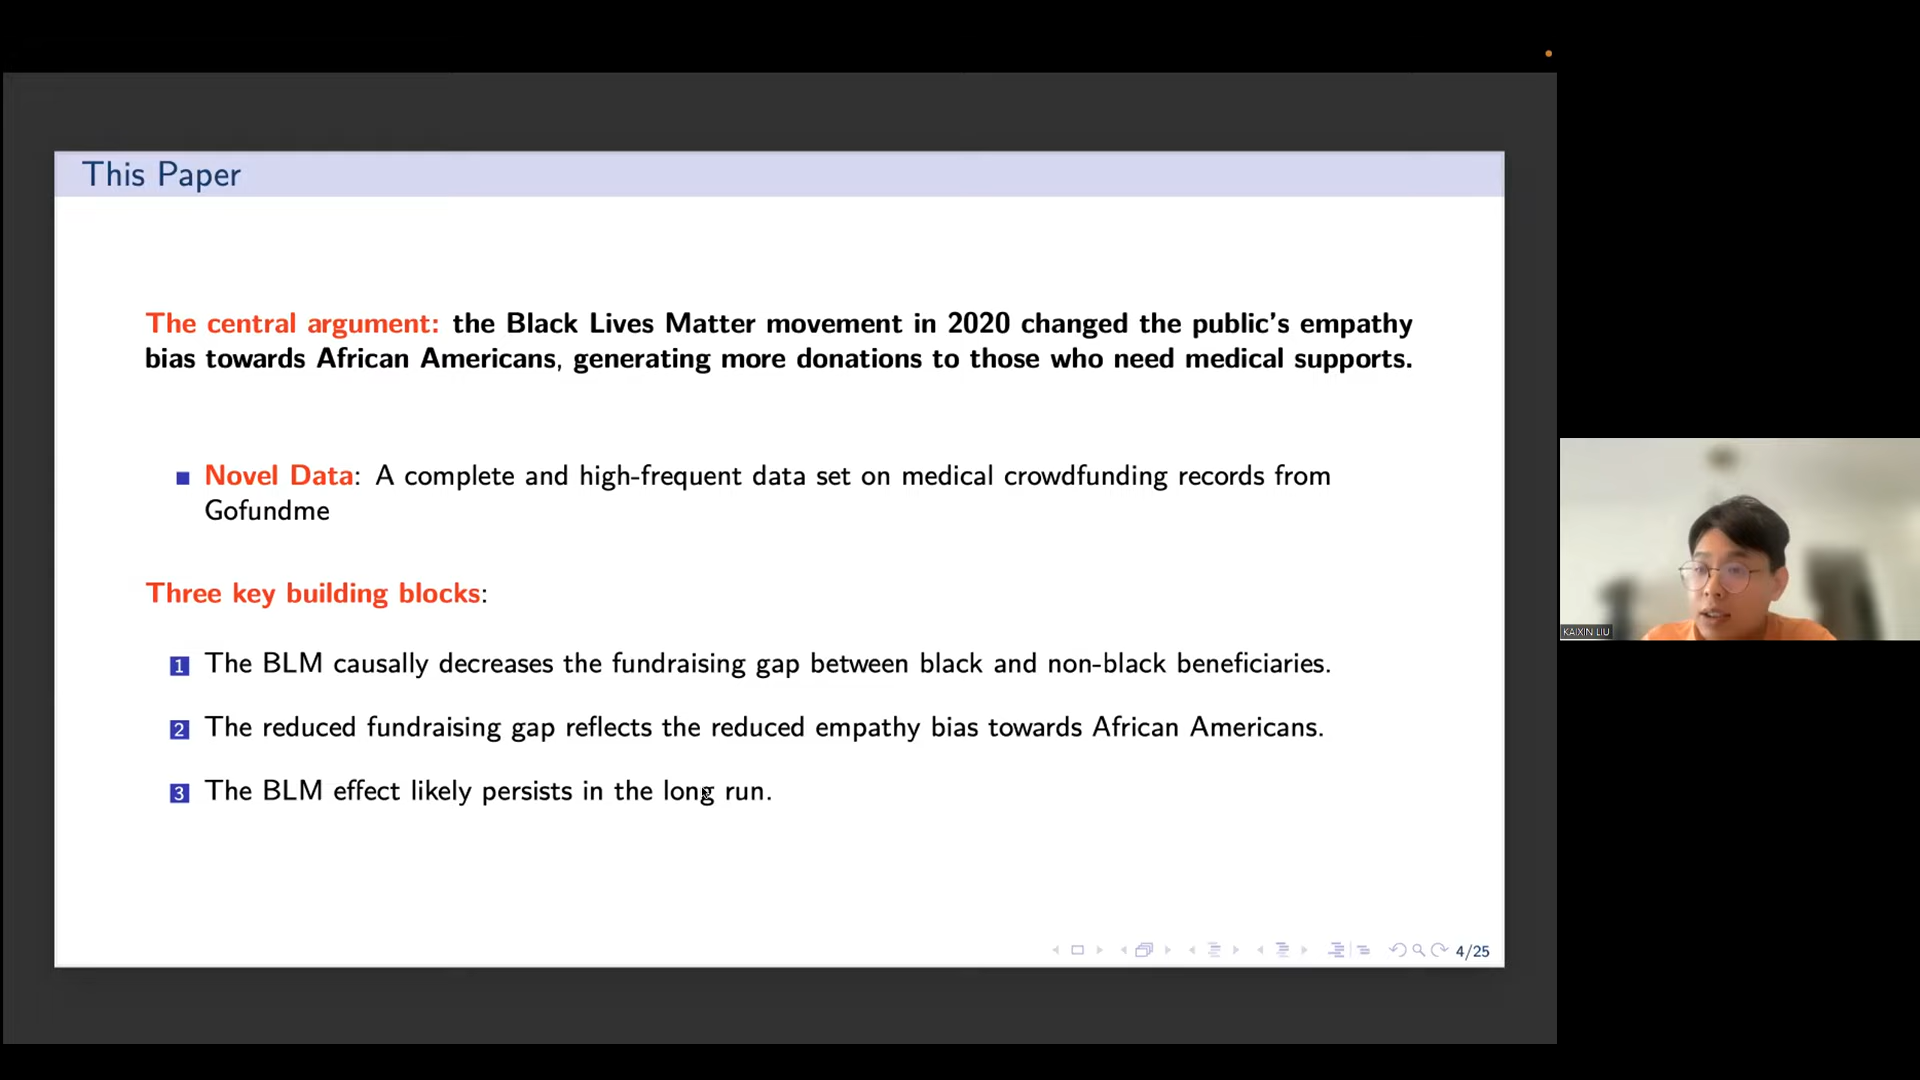 This Paper
The central argument: the Black Lives Matter movement in 2020 changed the public's empathy
bias towards African Americans, generating more donations to those who need medical supports.
Novel Data: A complete and high-frequent data set on medical crowdfunding records from
Gofundme
Three key building blocks:
1 The BLM causally decreases the fundraising gap between black and non-black beneficiaries.
2 The reduced fundraising gap reflects the reduced empathy bias towards African Americans.
3 The BLM effect likely persists in the long run.
4/25
KAIXIN LIU